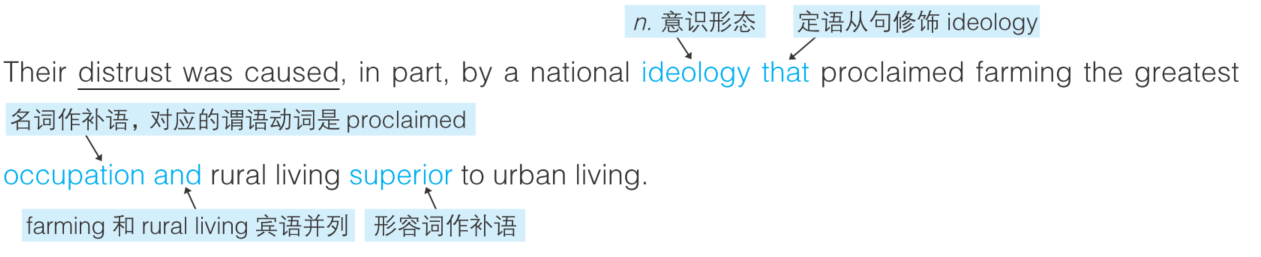 n. 意识形态 定语从句修饰 ideology
Their distrust was caused, in part, by a national ideology that proclaimed farming the greatest
名词作补语，对应的谓语动词是 proclaimed
occupation and rural living superior to urban living.
farming 和 rural living 宾语并列 形容词作补语